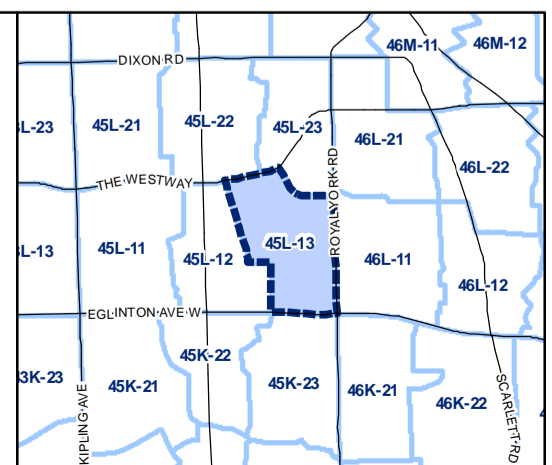 46M-11
46M-12
DIXON RD
3L-23
45L-21
45L-22
45L-23
46L-21
46L-22
THE WESTWAY
ROYAL YORK RD
3L-13
45L-11
45L-12
45L-13
46L-11
46L-12
EGLINTON AVE W
45K-22
3K-23
45K-21
45K-23
46K-21
46K-22
KIPLING AVE
SCARLETT RD